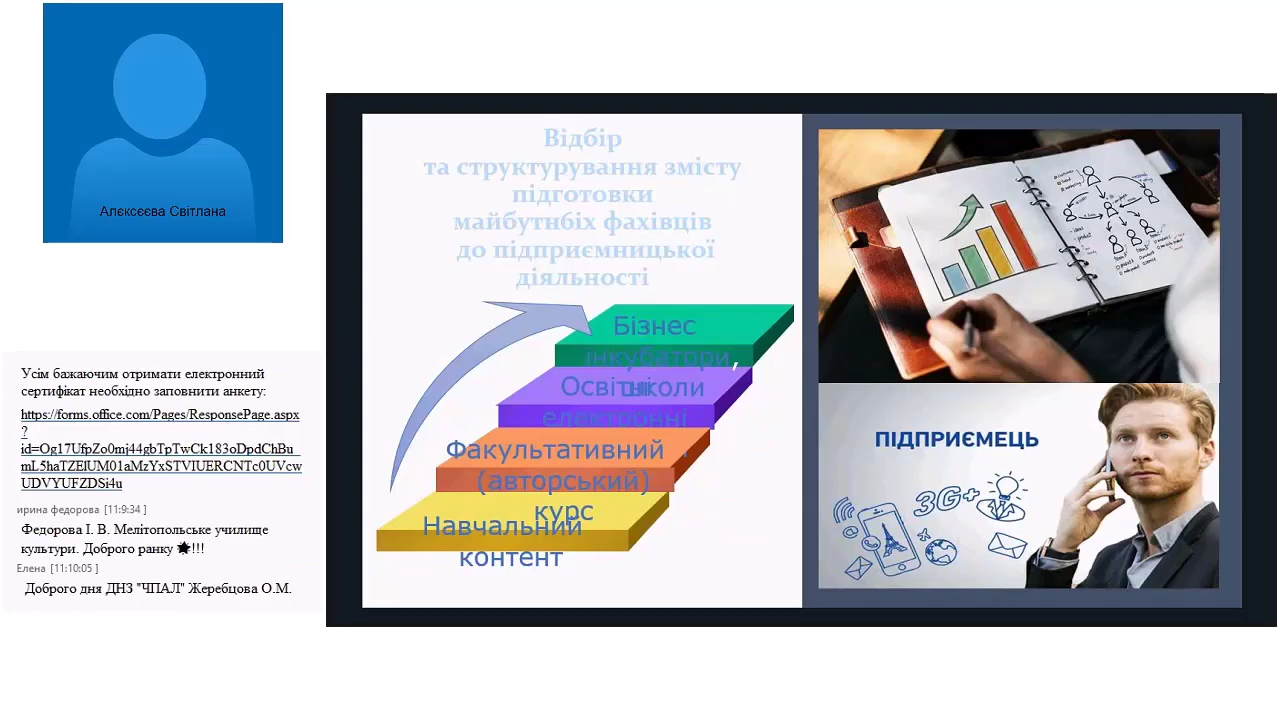 Алєксєєва Світлана
Усім бажаючим отримати електронний
сертифікат необхідно заповнити анкету:
https://forms.office.com/Pages/ResponsePage.aspx
?
id=Og17UfpZo0mj44gbTpTwCk183oDpdChBu
mL5haTZElUM01aMzYxSTVIUERCNTc0UVcw
UDVYUFZDSi4u
ирина федорова [11:9:34 ]
Федорова І. В. Мелітопольське училище
культури. Доброго ранку !!!
Елена [11:10:05 ]
Доброго дня ДНЗ "ЧПАЛ" Жеребцова О.М.
Відбір
та структурування змісту
підготовки
майбутнбіх фахівців
до підприємницької
діяльності
Бізнес
інкубатори,
школи
Освітні
електронні
Факультативний
(авторський)
курс
Навчальний
контент
ПІДПРИЄМЕЦЬ
3G+